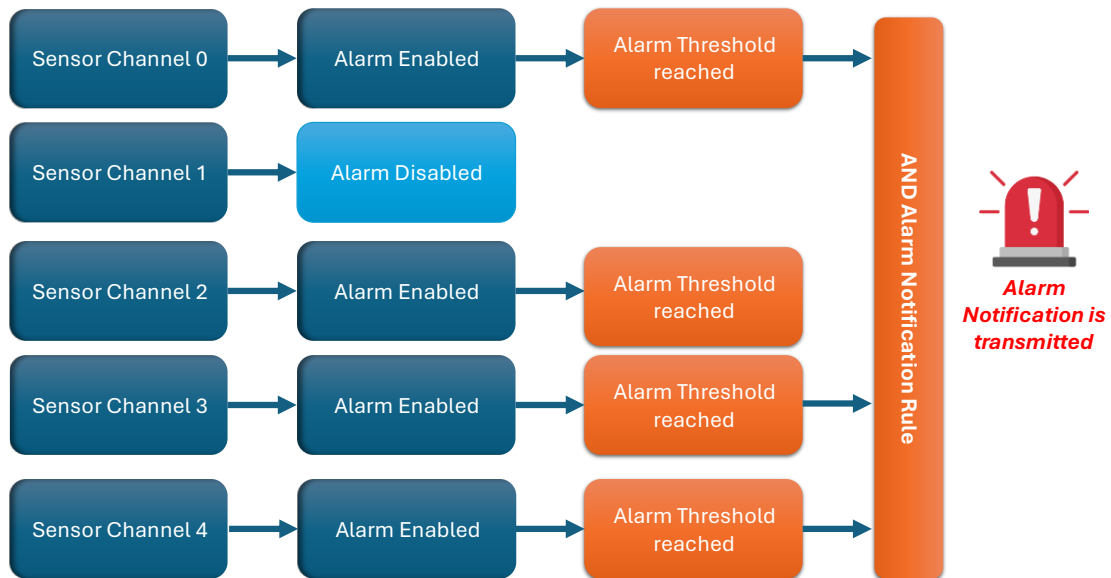 Sensor Channel 0
Alarm Enabled
Alarm Threshold
reached
Sensor Channel 1
Alarm Disabled
Sensor Channel 2
Alarm Enabled
Alarm Threshold
reached
Sensor Channel 3
Alarm Enabled
Alarm Threshold
reached
Sensor Channel 4
Alarm Enabled
Alarm Threshold
reached
AND Alarm Notification Rule
Alarm
Notification is
transmitted